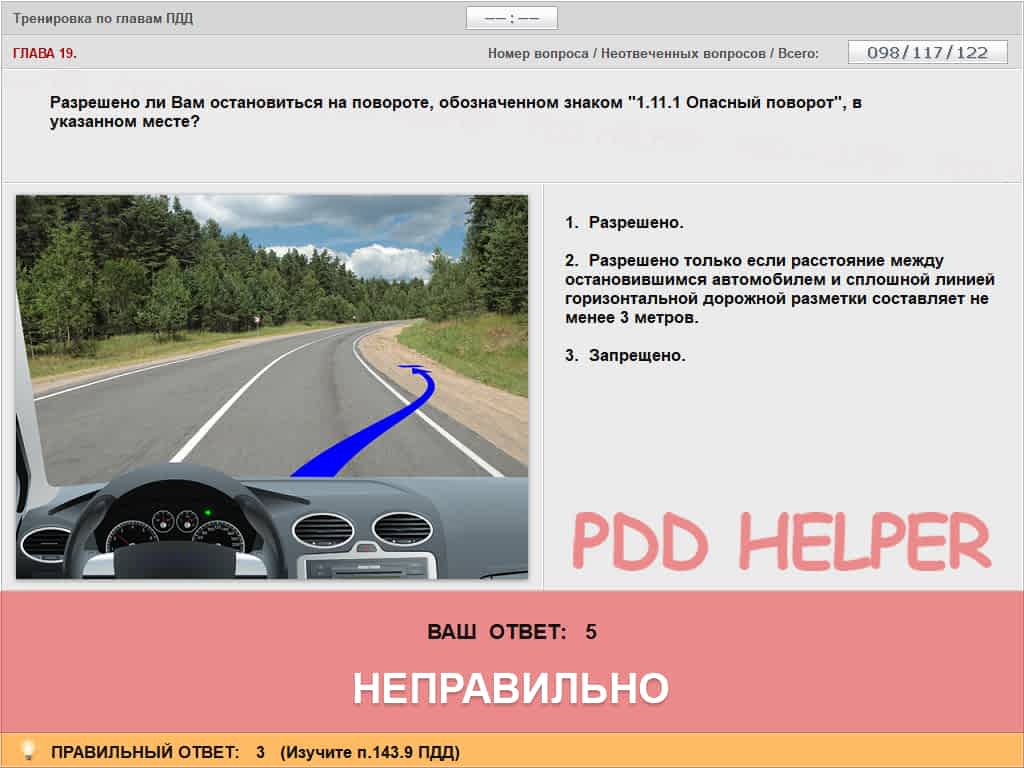 Тренировка по главам ПДД
—— : ——
ГЛАВА 19.
Номер вопроса / Неотвеченных вопросов / Всего:
098/117/122
Разрешено ли Вам остановиться на повороте, обозначенном знаком "1.11.1 Опасный поворот", в
указанном месте?
1. Разрешено.
2. Разрешено только если расстояние между
остановившимся автомобилем и сплошной линией
горизонтальной дорожной разметки составляет не
менее 3 метров.
3. Запрещено.
PDD HELPER
ВАШ ОТВЕТ: 5
НЕПРАВИЛЬНО
ПРАВИЛЬНЫЙ ОТВЕТ: 3 (Изучите п.143.9 ПДД)